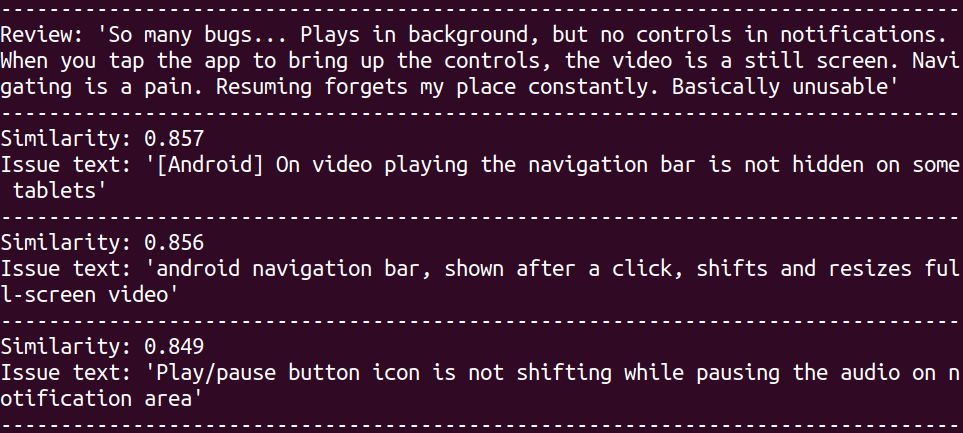 --------------------------------------------------------------------------------
Review: 'So many bugs... Plays in background, but no controls in notifications.
When you tap the app to bring up the controls, the video is a still screen. Navi
gating is a pain. Resuming forgets my place constantly. Basically unusable'
--------------------------------------------------------------------------------
Similarity: 0.857
Issue text: '[Android] On video playing the navigation bar is not hidden on some
 tablets'
--------------------------------------------------------------------------------
Similarity: 0.856
Issue text: 'android navigation bar, shown after a click, shifts and resizes ful
l-screen video'
--------------------------------------------------------------------------------
Similarity: 0.849
Issue text: 'Play/pause button icon is not shifting while pausing the audio on n
otification area'
--------------------------------------------------------------------------------